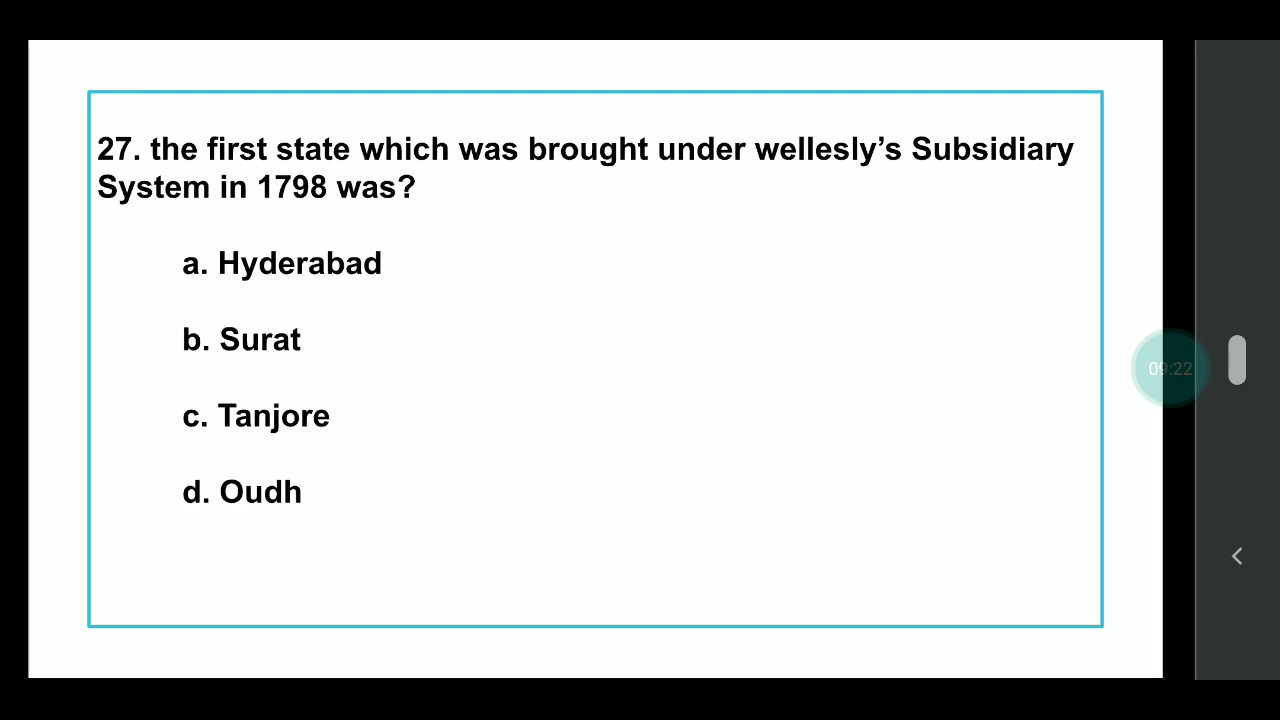 27. the first state which was brought under wellesly’s Subsidiary
System in 1798 was?
a. Hyderabad
b. Surat
c. Tanjore
d. Oudh
09:22